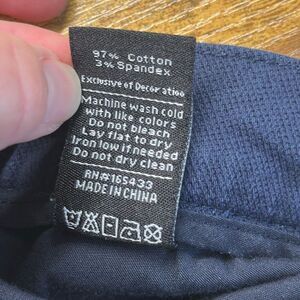 97% Cotton
3% Spandex
Exclusive of Decoration
Machine wash cold
with like colors
Do not bleach
Lay flat to dry
Iron low if needed
Do not dry clean
RN#165433
MADE IN CHINA